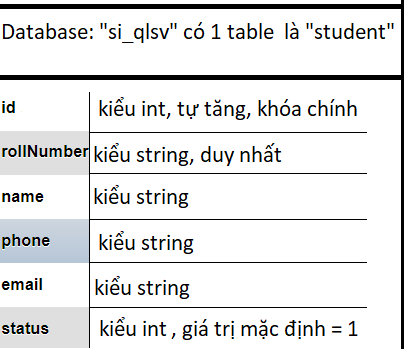 Database: "si_qlsv" có 1 table là "student"
id kiểu int, tự tăng, khóa chính
rollNumber kiểu string, duy nhất
name kiểu string
phone kiểu string
email kiểu string
status kiểu int , giá trị mặc định = 1